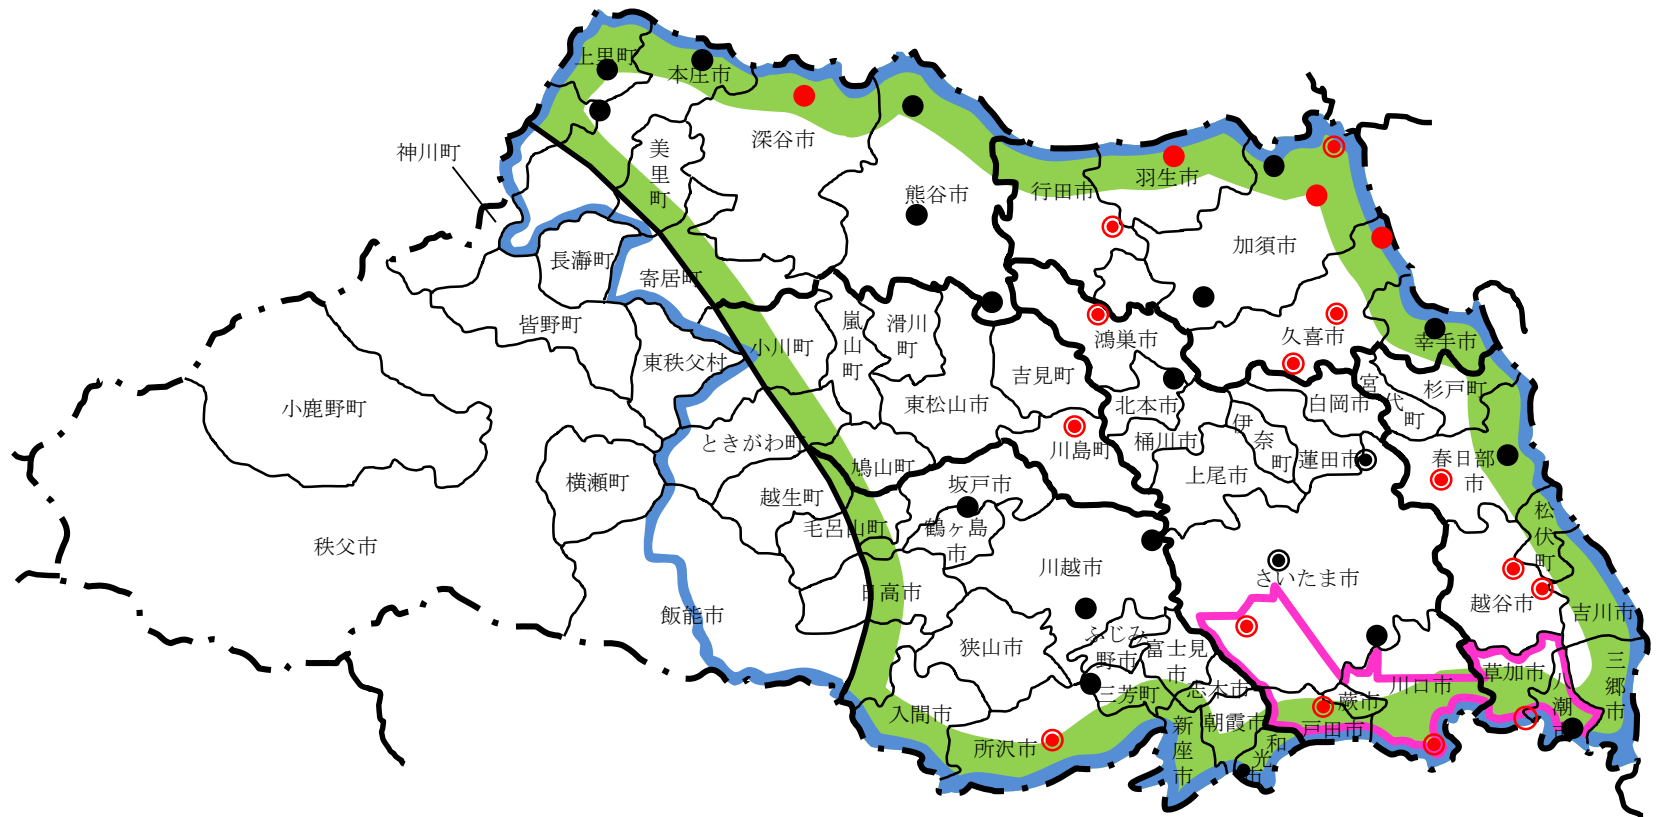 上里町
本庄市
神川町
美里町
深谷市
熊谷市
行田市
羽生市
加須市
長瀞町
寄居町
皆野町
東秩父村
小川町
嵐山町
滑川町
吉見町
鴻巣市
久喜市
幸手市
小鹿野町
東松山市
北本市
白岡市
宮代町
杉戸町
ときがわ町
鳩山町
川島町
桶川市
伊奈町
上尾市
蓮田市
春日部市
横瀬町
越生町
坂戸市
毛呂山町
鶴ヶ島市
松伏町
秩父市
川越市
さいたま市
日高市
飯能市
越谷市
吉川市
狭山市
ふじみ野市
富士見市
三芳町
志木市
川口市
草加市
八潮市
三郷市
入間市
所沢市
新座市
朝霞市
和光市
蕨市
戸田市